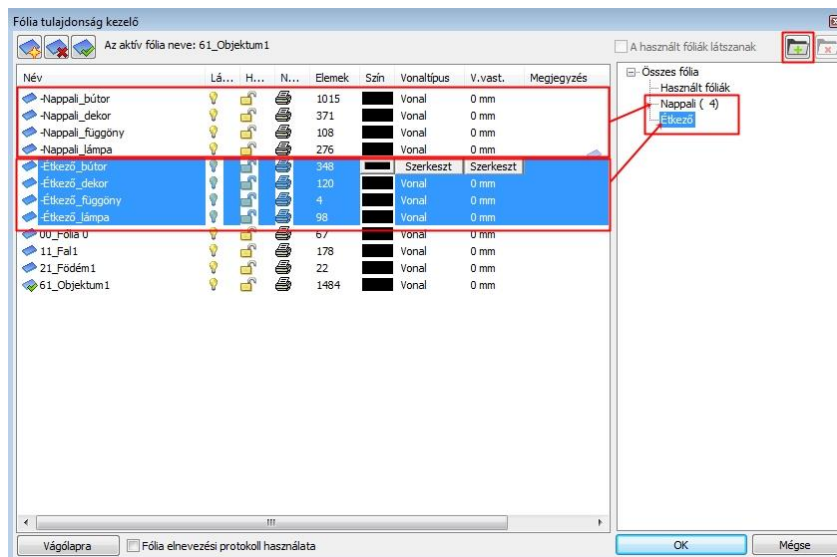 Fólia tulajdonság kezelő
Az aktív fólia neve: 61_Objektum1
A használt fóliák látszanak
Név Lá... H... N... Elemek Szín Vonaltípus V.vast. Megjegyzés
-Nappali_bútor 1015 Vonal 0 mm
-Nappali_dekor 371 Vonal 0 mm
-Nappali_függöny 108 Vonal 0 mm
-Nappali_lámpa 276 Vonal 0 mm
-Étkező_bútor 348 Szerkeszt Szerkeszt
-Étkező_dekor 120 Vonal 0 mm
-Étkező_függöny 4 Vonal 0 mm
-Étkező_lámpa 98 Vonal 0 mm
00_Fólia 0 67 Vonal 0 mm
11_Fal1 178 Vonal 0 mm
21_Födém1 22 Vonal 0 mm
61_Objektum1 1484 Vonal 0 mm
Összes fólia
Használt fóliák
Nappali ( 4)
Étkező
Vágólapra
Fólia elnevezési protokoll használata
OK
Mégse